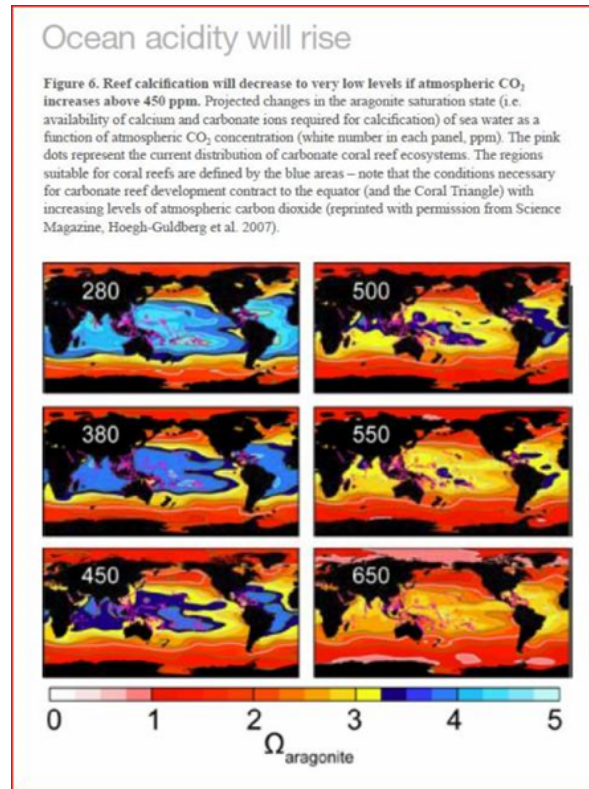 Ocean acidity will rise
Figure 6. Reef calcification will decrease to very low levels if atmospheric CO₂
increases above 450 ppm. Projected changes in the aragonite saturation state (i.e.
availability of calcium and carbonate ions required for calcification) of sea water as a
function of atmospheric CO₂ concentration (white number in each panel, ppm). The pink
dots represent the current distribution of carbonate coral reef ecosystems. The regions
suitable for coral reefs are defined by the blue areas – note that the conditions necessary
for carbonate reef development contract to the equator (and the Coral Triangle) with
increasing levels of atmospheric carbon dioxide (reprinted with permission from Science
Magazine, Hoegh-Guldberg et al. 2007).
280 500
380 550
450 650
0 1 2 3 4 5
Ωaragonite